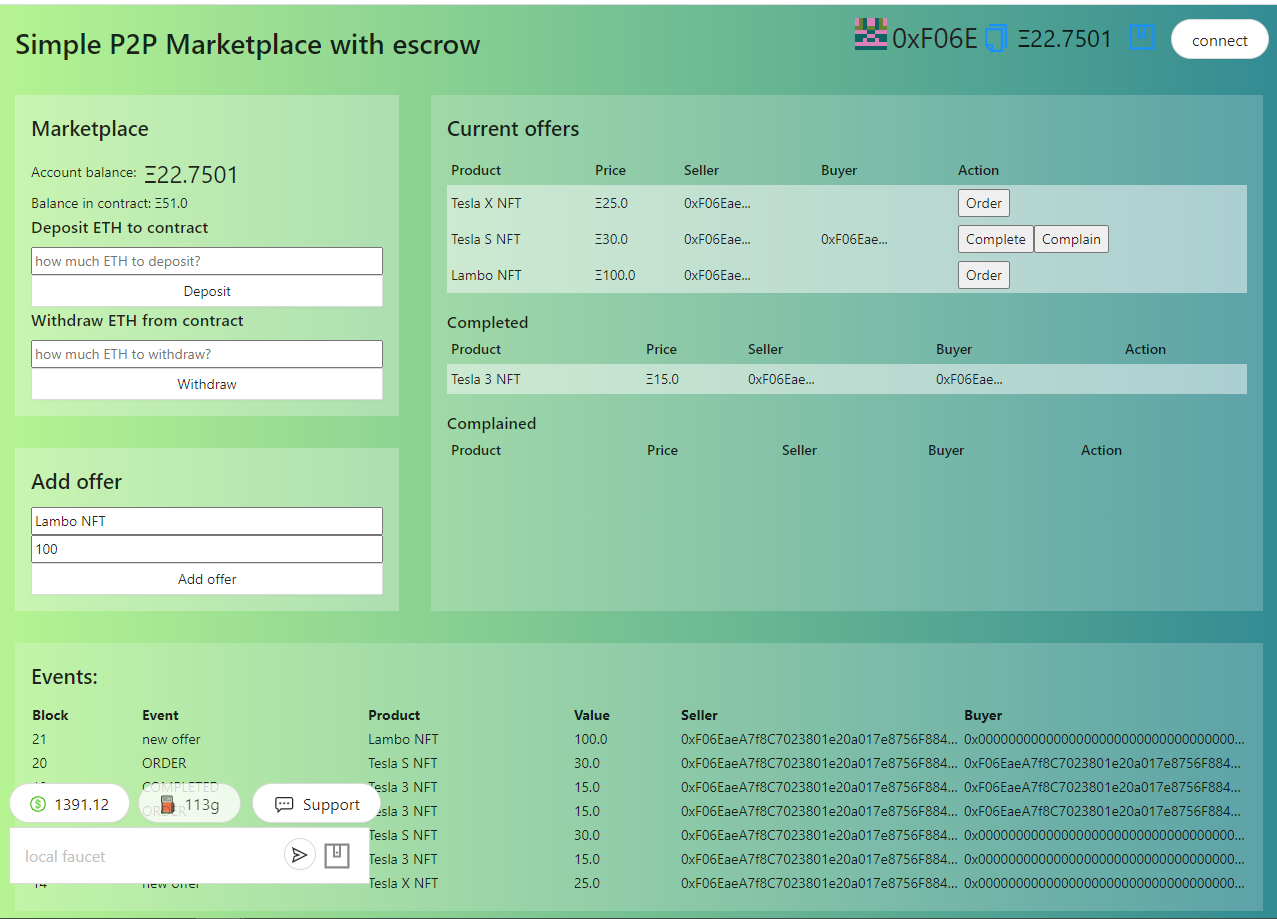 Simple P2P Marketplace with escrow
0xF06E Ξ22.7501 connect
Marketplace
Account balance: Ξ22.7501
Balance in contract: Ξ51.0
Deposit ETH to contract
how much ETH to deposit?
Deposit
Withdraw ETH from contract
how much ETH to withdraw?
Withdraw
Add offer
Lambo NFT
100
Add offer
Current offers
Product Price Seller Buyer Action
Tesla X NFT Ξ25.0 0xF06Eae... Order
Tesla S NFT Ξ30.0 0xF06Eae... 0xF06Eae... Complete Complain
Lambo NFT Ξ100.0 0xF06Eae... Order
Completed
Product Price Seller Buyer Action
Tesla 3 NFT Ξ15.0 0xF06Eae... 0xF06Eae...
Complained
Product Price Seller Buyer Action
Events:
Block Event Product Value Seller Buyer
21 new offer Lambo NFT 100.0 0xF06EaeA7f8C7023801e20a017e8756F884... 0x0000000000000000000000000000000000...
20 ORDER Tesla S NFT 30.0 0xF06EaeA7f8C7023801e20a017e8756F884... 0xF06EaeA7f8C7023801e20a017e8756F884...
COMPLETED Tesla 3 NFT 15.0 0xF06EaeA7f8C7023801e20a017e8756F884... 0xF06EaeA7f8C7023801e20a017e8756F884...
ORDER Tesla 3 NFT 15.0 0xF06EaeA7f8C7023801e20a017e8756F884... 0xF06EaeA7f8C7023801e20a017e8756F884...
Tesla S NFT 30.0 0xF06EaeA7f8C7023801e20a017e8756F884... 0x0000000000000000000000000000000000...
Tesla 3 NFT 15.0 0xF06EaeA7f8C7023801e20a017e8756F884... 0x0000000000000000000000000000000000...
14 new offer Tesla X NFT 25.0 0xF06EaeA7f8C7023801e20a017e8756F884... 0x0000000000000000000000000000000000...
1391.12 113g Support
local faucet